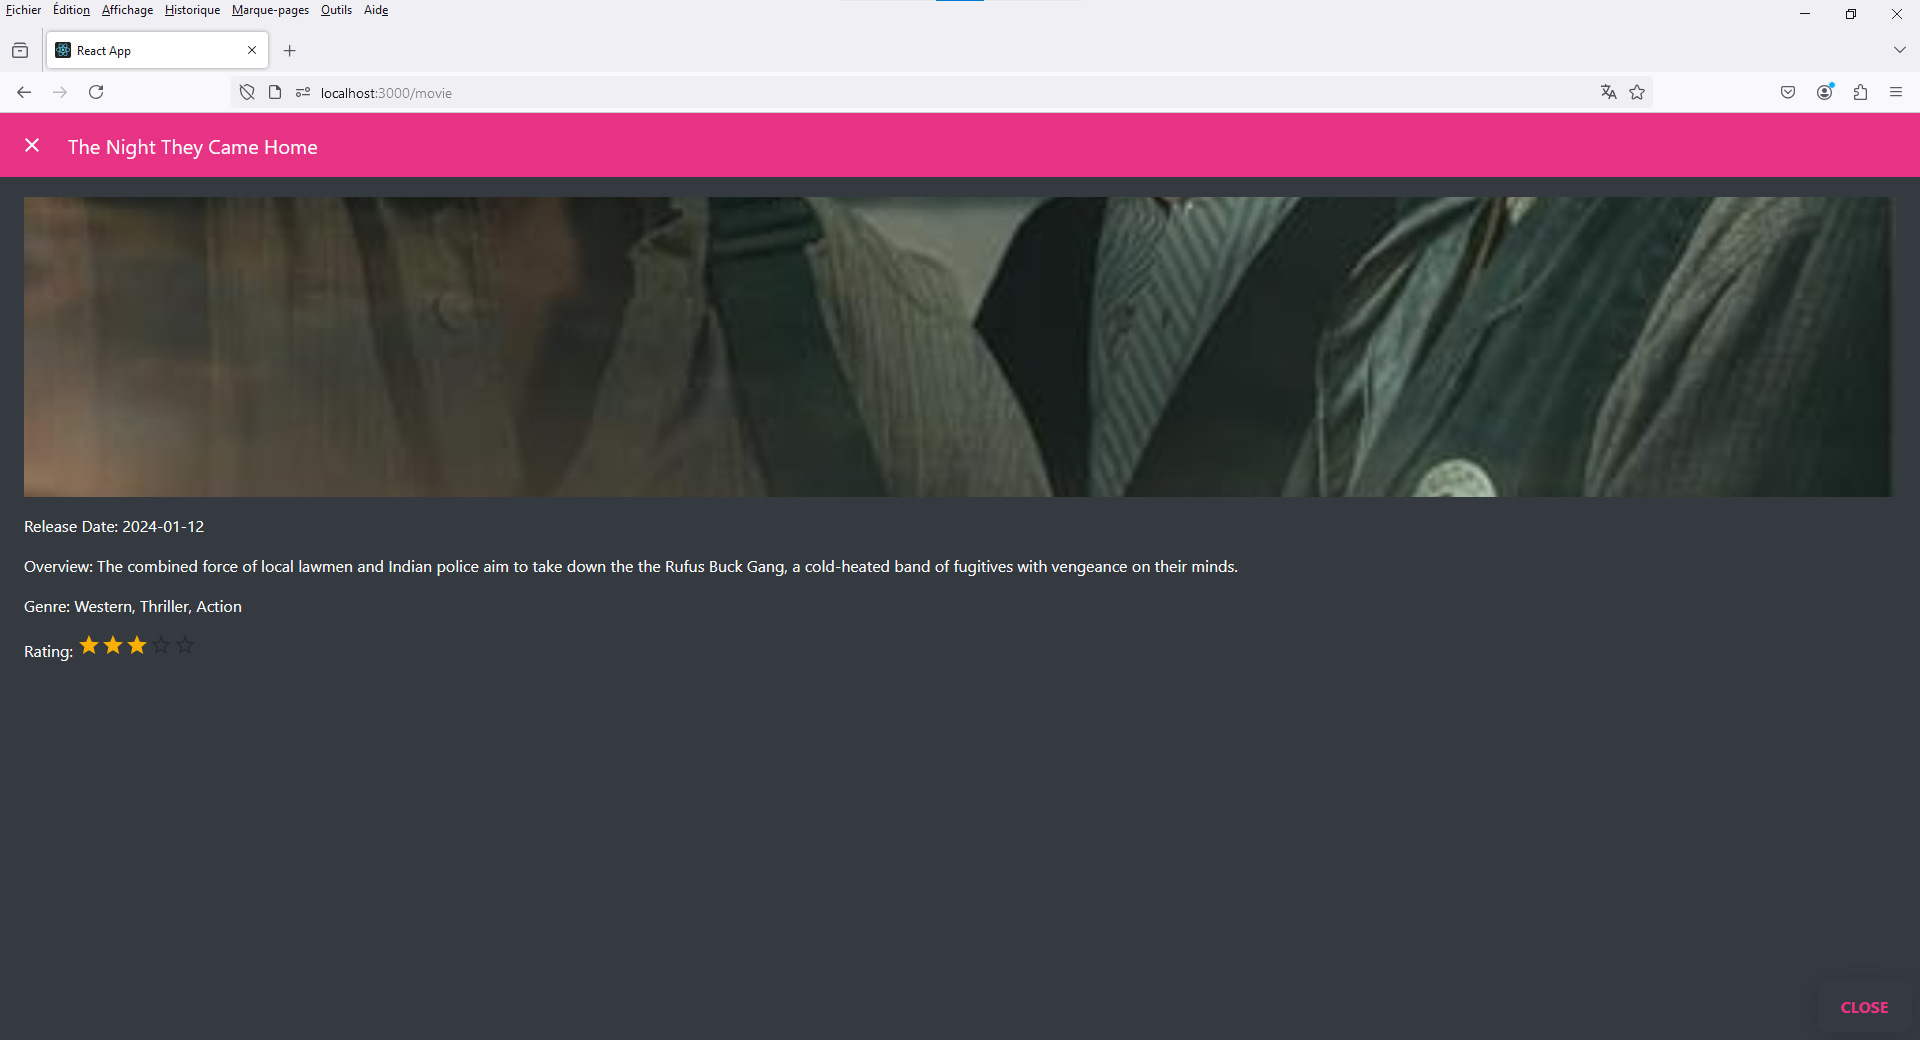 Fichier Édition Affichage Historique Marque-pages Outils Aide
React App
localhost:3000/movie
The Night They Came Home
Release Date: 2024-01-12
Overview: The combined force of local lawmen and Indian police aim to take down the the Rufus Buck Gang, a cold-heated band of fugitives with vengeance on their minds.
Genre: Western, Thriller, Action
Rating:
CLOSE